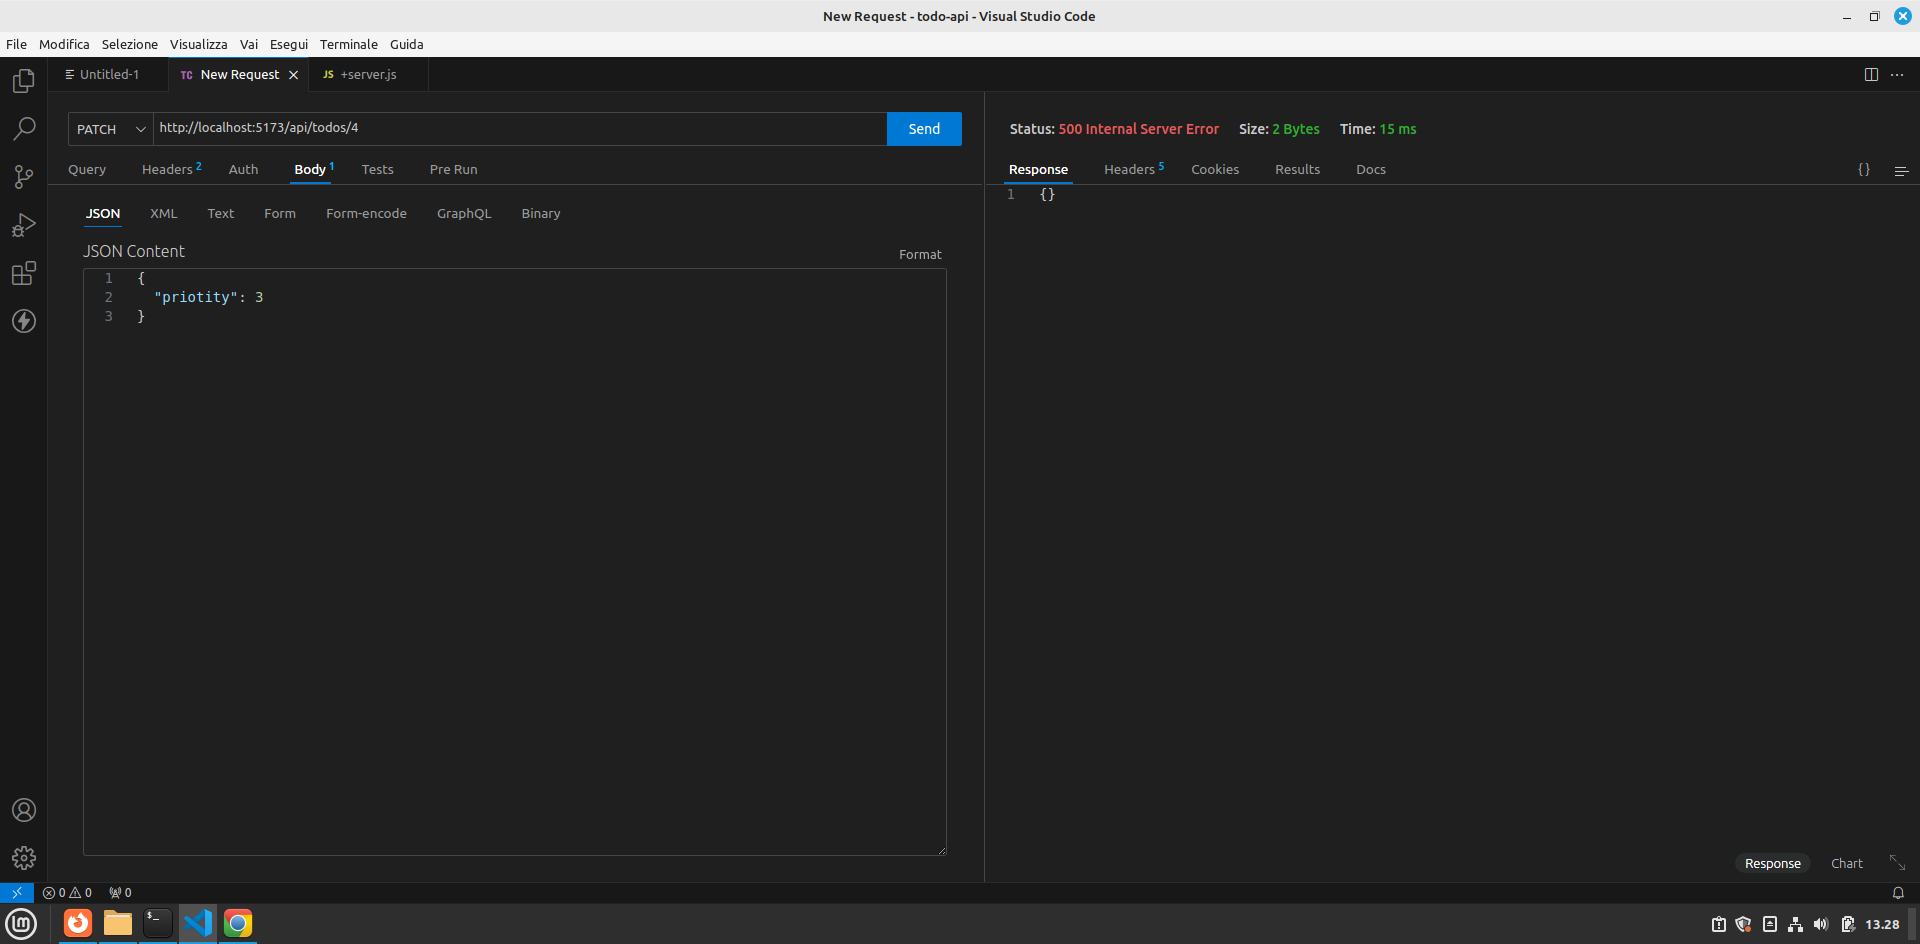 New Request - todo-api - Visual Studio Code
File Modifica Selezione Visualizza Vai Esegui Terminale Guida
Untitled-1
TC New Request
JS +server.js
PATCH http://localhost:5173/api/todos/4 Send
Query Headers 2 Auth Body 1 Tests Pre Run
JSON XML Text Form Form-encode GraphQL Binary
JSON Content
Format
1 {
2 "priotity": 3
3 }
Status: 500 Internal Server Error Size: 2 Bytes Time: 15 ms
Response Headers 5 Cookies Results Docs {}
1 {}
Response Chart
0 0 0
$_
13.28